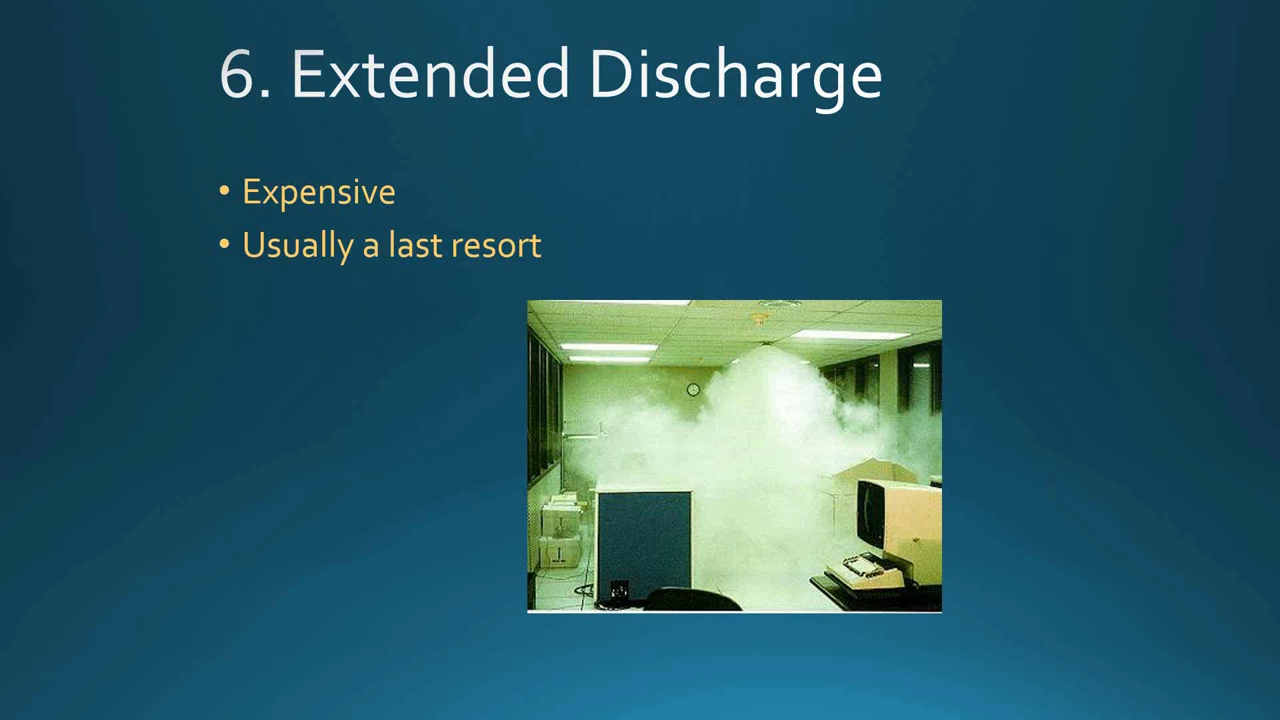 6. Extended Discharge
• Expensive
• Usually a last resort